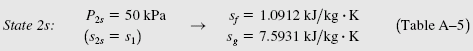 State 2s: P2s = 50 kPa → sf = 1.0912 kJ/kg · K (Table A–5)
(s2s = s1) sg = 7.5931 kJ/kg · K